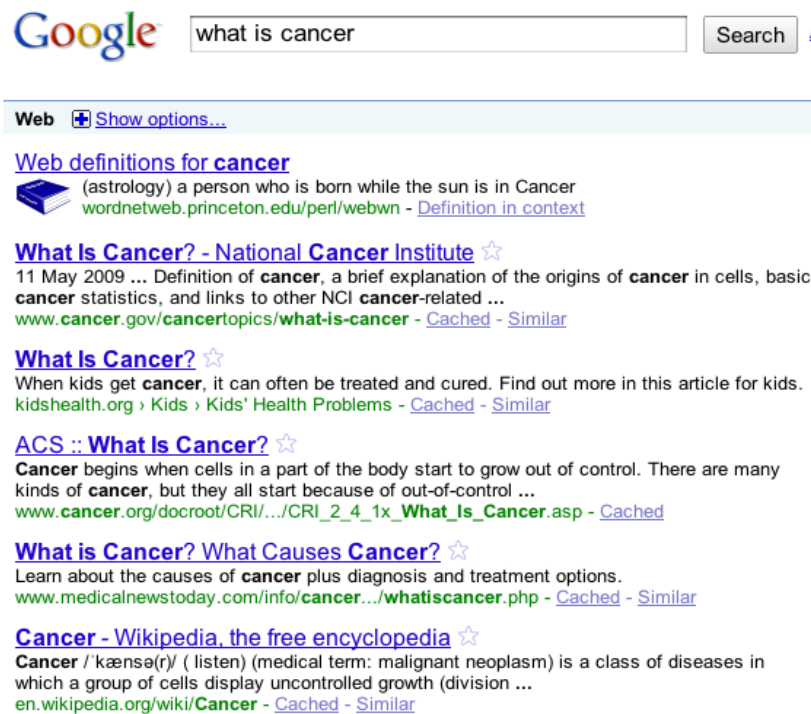 Google what is cancer Search
Web Show options...
Web definitions for cancer
(astrology) a person who is born while the sun is in Cancer
wordnetweb.princeton.edu/perl/webwn - Definition in context
What Is Cancer? - National Cancer Institute
11 May 2009 ... Definition of cancer, a brief explanation of the origins of cancer in cells, basic
cancer statistics, and links to other NCI cancer-related ...
www.cancer.gov/cancertopics/what-is-cancer - Cached - Similar
What Is Cancer?
When kids get cancer, it can often be treated and cured. Find out more in this article for kids.
kidshealth.org › Kids › Kids' Health Problems - Cached - Similar
ACS :: What Is Cancer?
Cancer begins when cells in a part of the body start to grow out of control. There are many
kinds of cancer, but they all start because of out-of-control ...
www.cancer.org/docroot/CRI/.../CRI_2_4_1x_What_Is_Cancer.asp - Cached
What is Cancer? What Causes Cancer?
Learn about the causes of cancer plus diagnosis and treatment options.
www.medicalnewstoday.com/info/cancer.../whatiscancer.php - Cached - Similar
Cancer - Wikipedia, the free encyclopedia
Cancer /ˈkænsə(r)/ ( listen) (medical term: malignant neoplasm) is a class of diseases in
which a group of cells display uncontrolled growth (division ...
en.wikipedia.org/wiki/Cancer - Cached - Similar